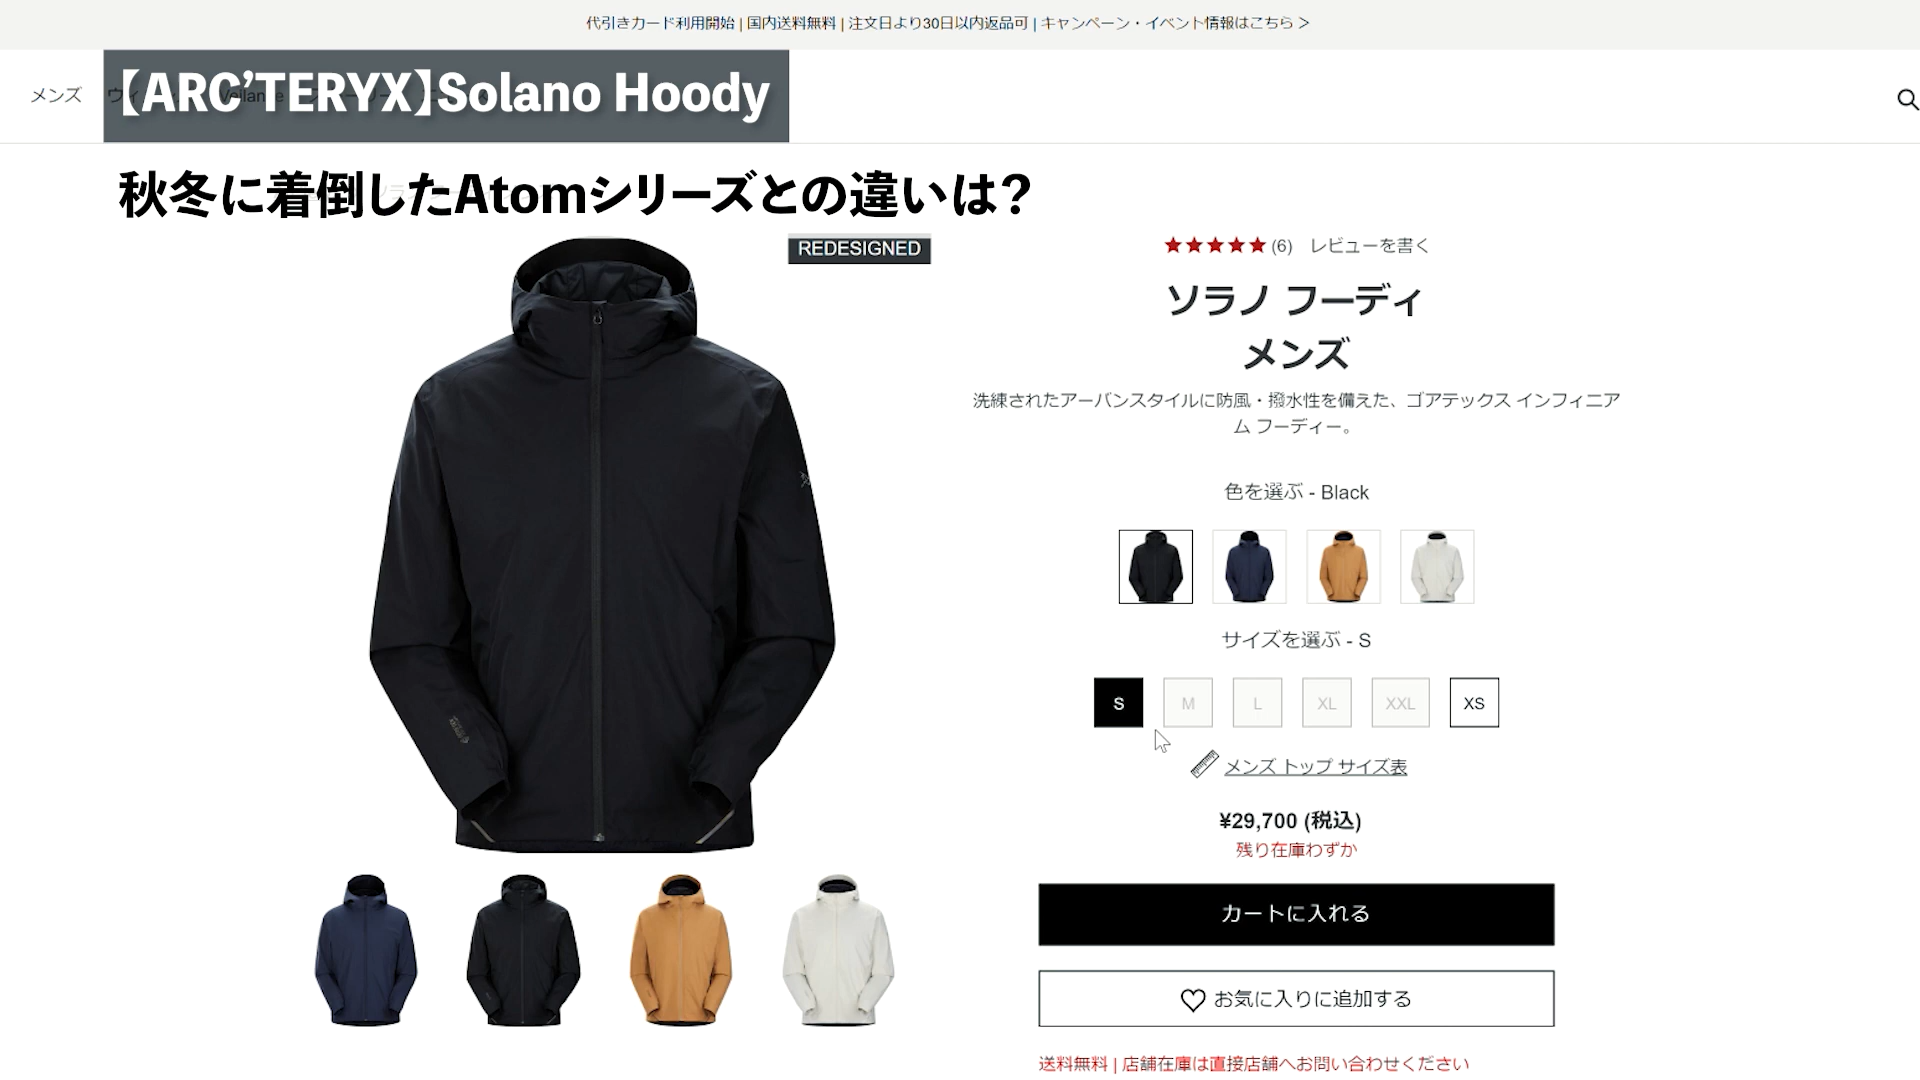 代引きカード利用開始 | 国内送料無料 | 注文日より30日以内返品可 | キャンペーン・イベント情報はこちら >
メンズ
【ARC’TERYX】Solano Hoody
秋冬に着倒したAtomシリーズとの違いは?
REDESIGNED
(6) レビューを書く
ソラノ フーディ
メンズ
洗練されたアーバンスタイルに防風・撥水性を備えた、ゴアテックス インフィニア
ム フーディー。
色を選ぶ - Black
サイズを選ぶ - S
S M L XL XXL XS
メンズ トップ サイズ表
¥29,700 (税込)
残り在庫わずか
カートに入れる
お気に入りに追加する
送料無料 | 店舗在庫は直接店舗へお問い合わせください